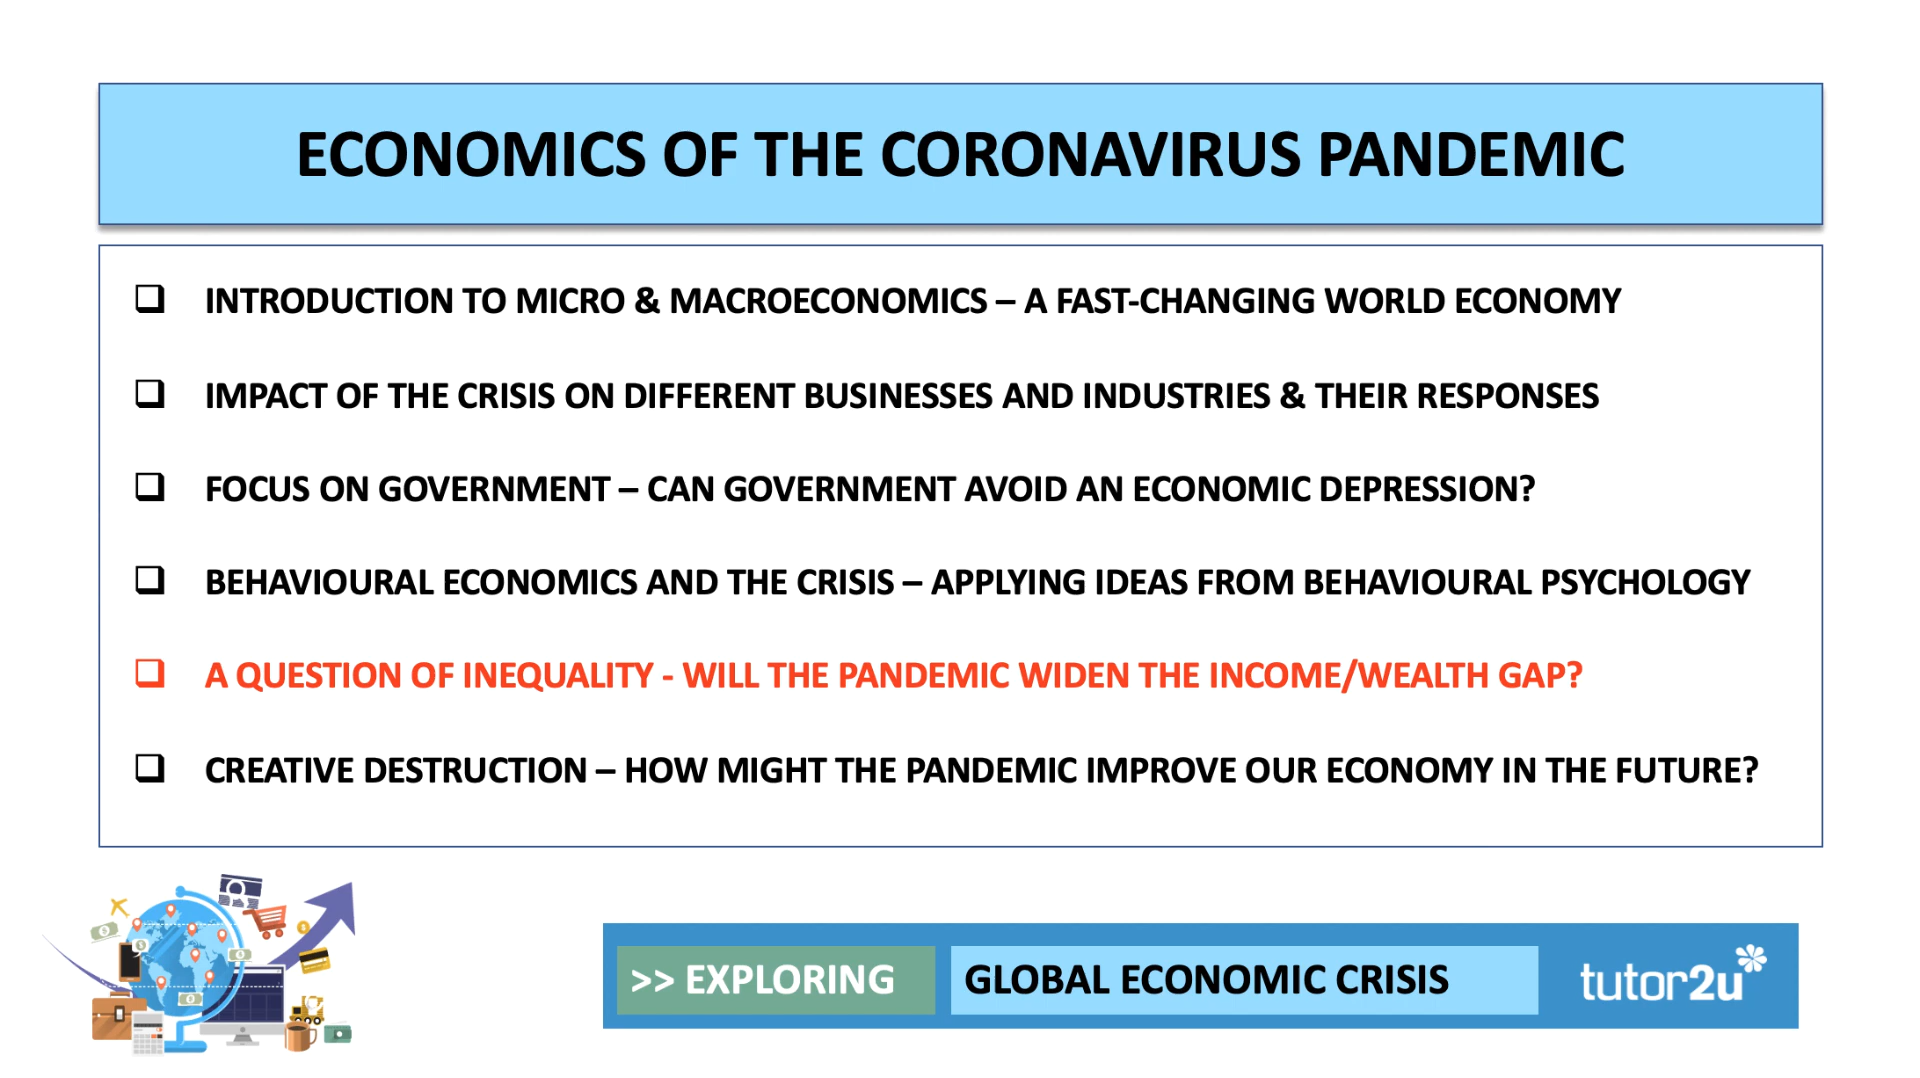 ECONOMICS OF THE CORONAVIRUS PANDEMIC
INTRODUCTION TO MICRO & MACROECONOMICS – A FAST-CHANGING WORLD ECONOMY
IMPACT OF THE CRISIS ON DIFFERENT BUSINESSES AND INDUSTRIES & THEIR RESPONSES
FOCUS ON GOVERNMENT – CAN GOVERNMENT AVOID AN ECONOMIC DEPRESSION?
BEHAVIOURAL ECONOMICS AND THE CRISIS – APPLYING IDEAS FROM BEHAVIOURAL PSYCHOLOGY
A QUESTION OF INEQUALITY - WILL THE PANDEMIC WIDEN THE INCOME/WEALTH GAP?
CREATIVE DESTRUCTION – HOW MIGHT THE PANDEMIC IMPROVE OUR ECONOMY IN THE FUTURE?
>> EXPLORING GLOBAL ECONOMIC CRISIS tutor2u